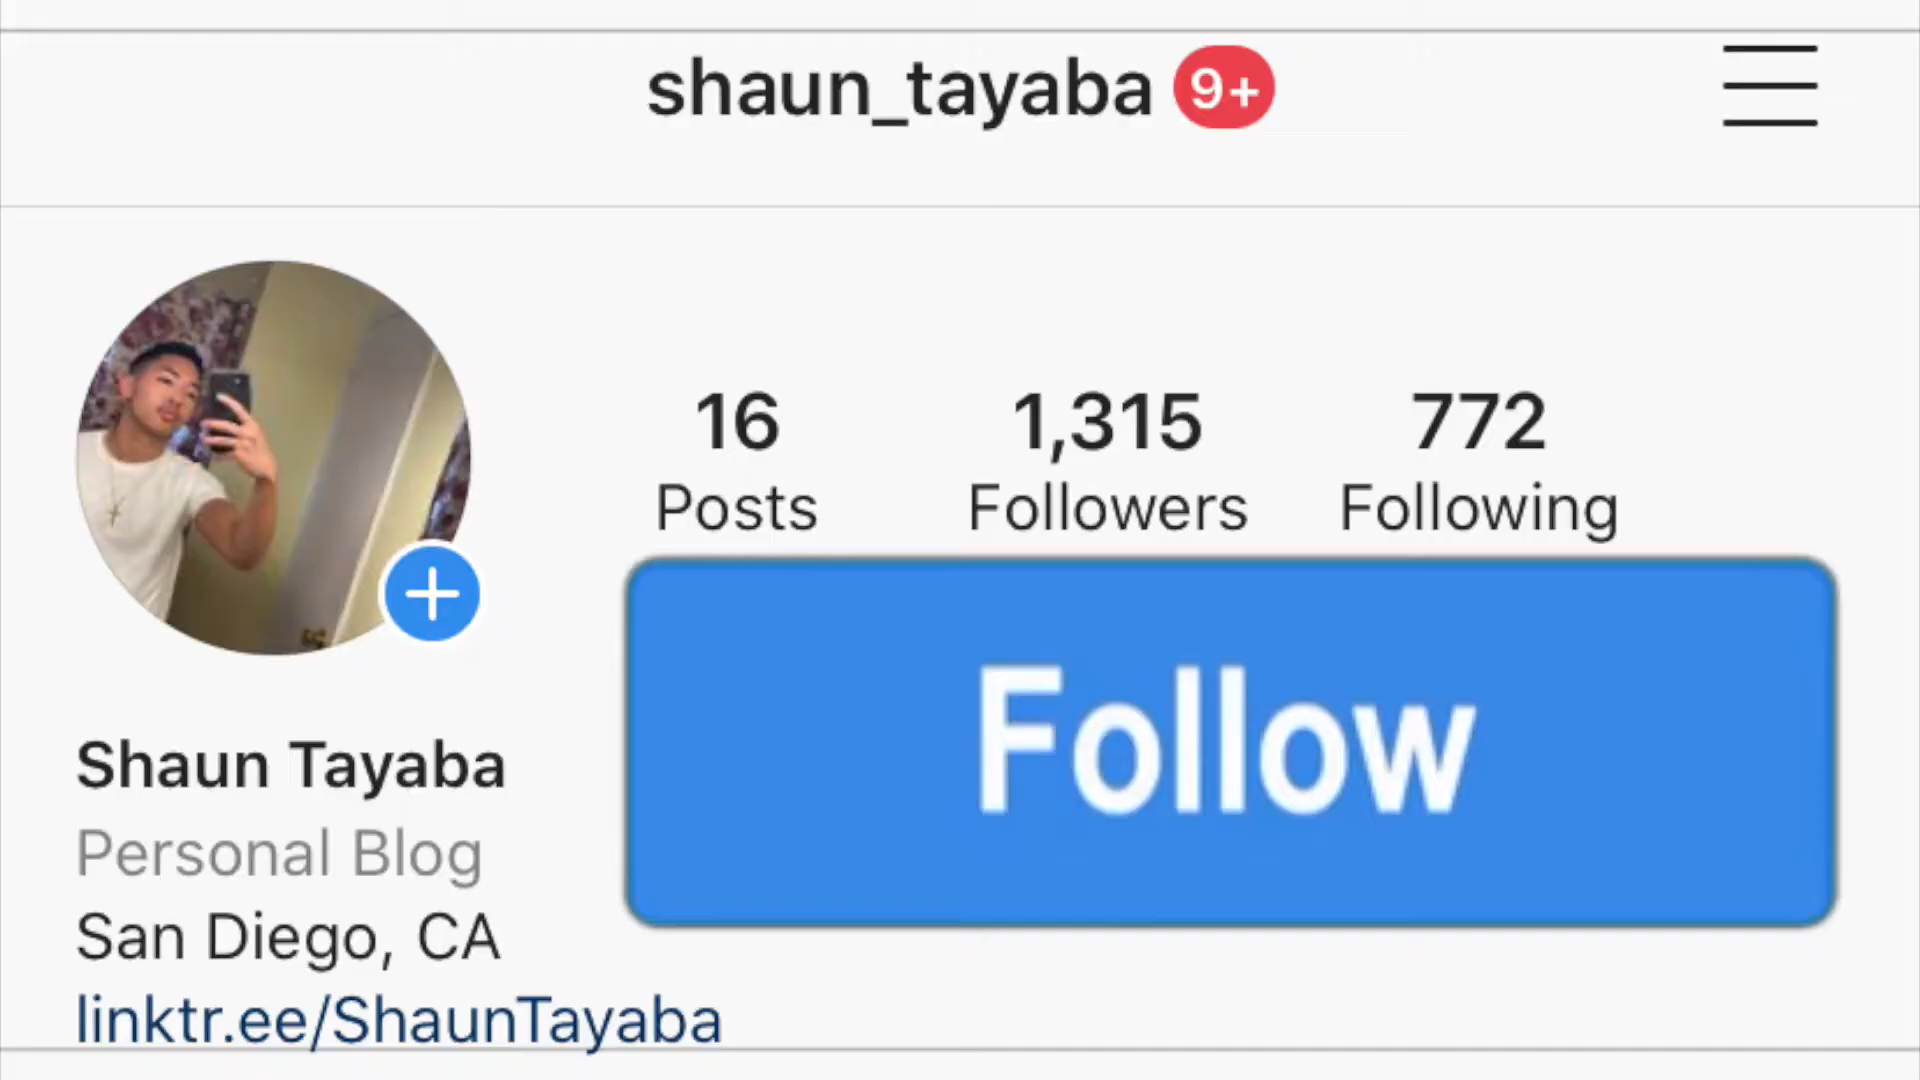 shaun_tayaba 9+
16 1,315 772
Posts Followers Following
Follow
Shaun Tayaba
Personal Blog
San Diego, CA
linktr.ee/ShaunTayaba